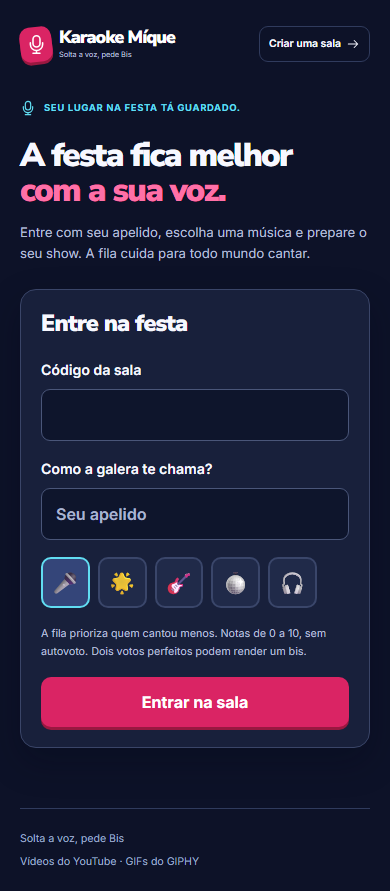 Karaoke Míque
Solta a voz, pede Bis
Criar uma sala →
SEU LUGAR NA FESTA TÁ GUARDADO.
A festa fica melhor
com a sua voz.
Entre com seu apelido, escolha uma música e prepare o
seu show. A fila cuida para todo mundo cantar.
Entre na festa
Código da sala
Como a galera te chama?
Seu apelido
A fila prioriza quem cantou menos. Notas de 0 a 10, sem
autovoto. Dois votos perfeitos podem render um bis.
Entrar na sala
Solta a voz, pede Bis
Vídeos do YouTube · GIFs do GIPHY